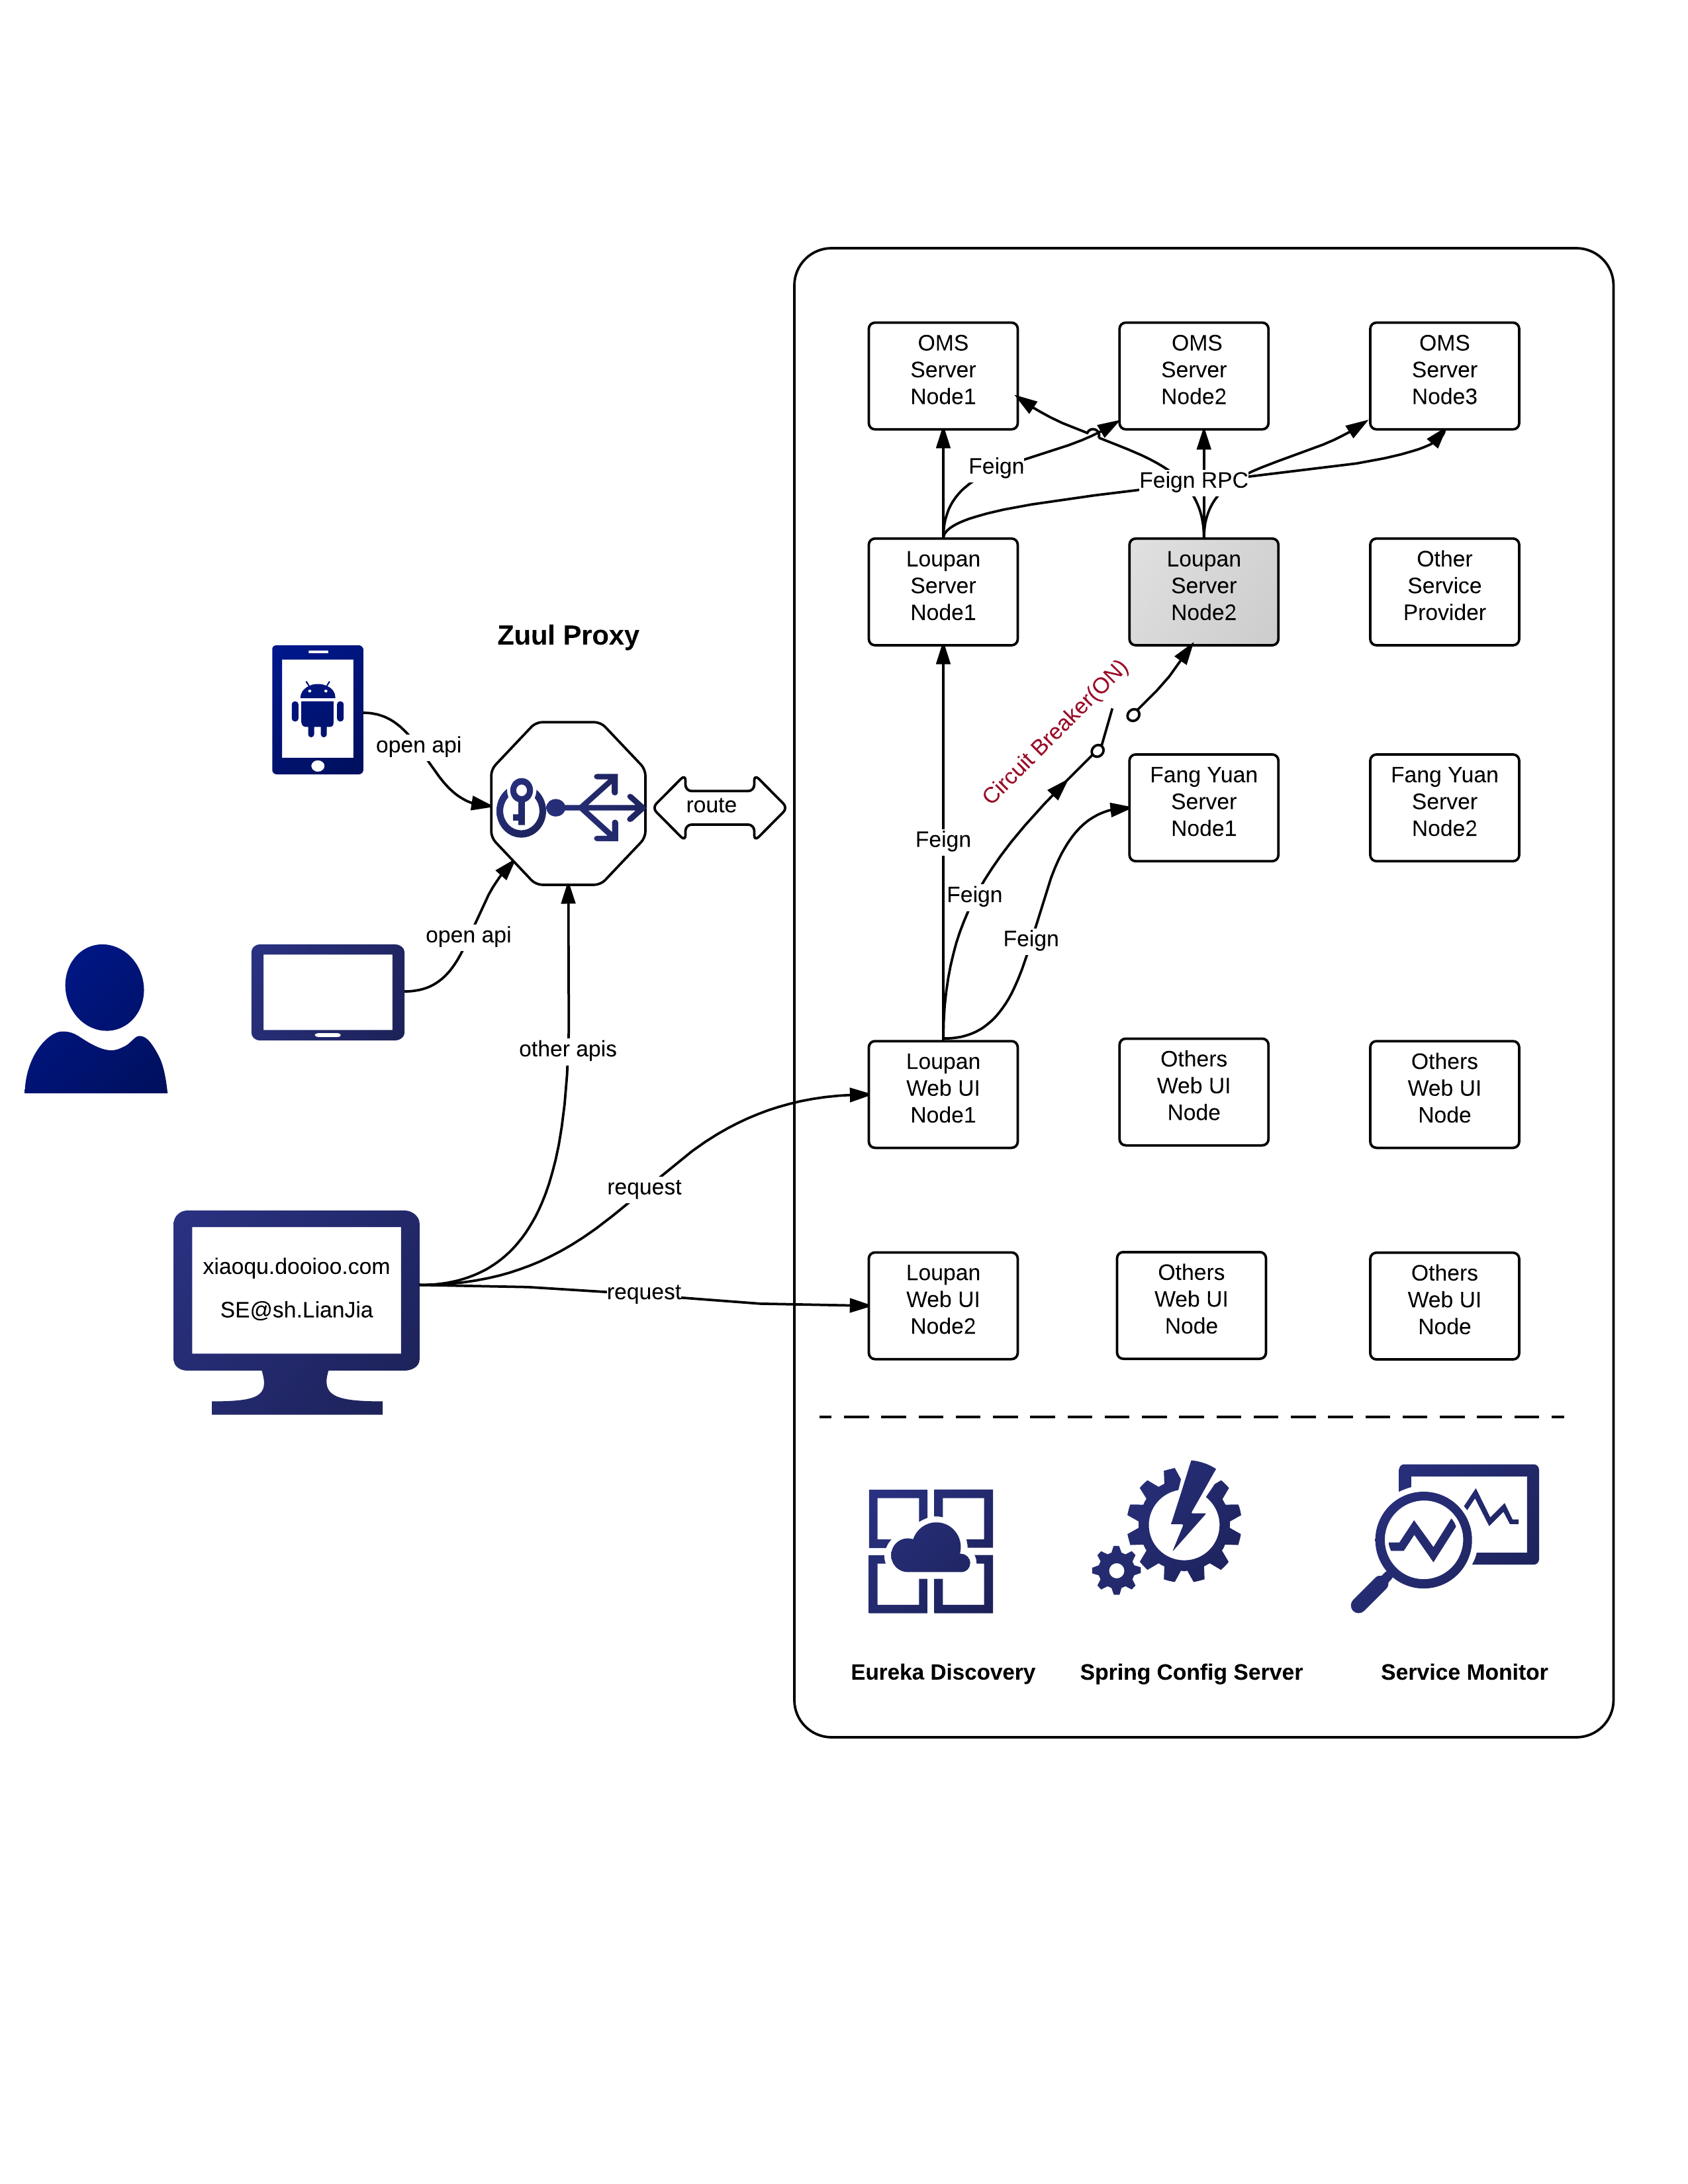 OMS
Server
Node1
OMS
Server
Node2
OMS
Server
Node3
Feign
Feign RPC
Loupan
Server
Node1
Loupan
Server
Node2
Other
Service
Provider
Zuul Proxy
Circuit Breaker(ON)
open api
route
Fang Yuan
Server
Node1
Fang Yuan
Server
Node2
Feign
Feign
Feign
open api
other apis
Loupan
Web UI
Node1
Others
Web UI
Node
Others
Web UI
Node
request
xiaoqu.dooioo.com
SE@sh.LianJia
request
Loupan
Web UI
Node2
Others
Web UI
Node
Others
Web UI
Node
Eureka Discovery
Spring Config Server
Service Monitor